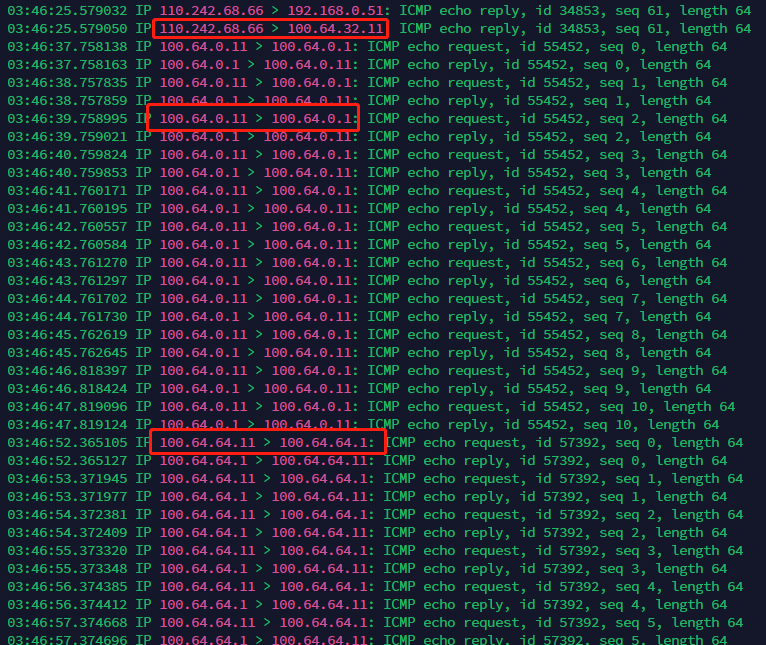 03:46:25.579032 IP 110.242.68.66 > 192.168.0.51: ICMP echo reply, id 34853, seq 61, length 64
03:46:25.579050 IP 110.242.68.66 > 100.64.32.11: ICMP echo reply, id 34853, seq 61, length 64
03:46:37.758138 IP 100.64.0.11 > 100.64.0.1: ICMP echo request, id 55452, seq 0, length 64
03:46:37.758163 IP 100.64.0.1 > 100.64.0.11: ICMP echo reply, id 55452, seq 0, length 64
03:46:38.757835 IP 100.64.0.11 > 100.64.0.1: ICMP echo request, id 55452, seq 1, length 64
03:46:38.757859 IP 100.64.0.1 > 100.64.0.11: ICMP echo reply, id 55452, seq 1, length 64
03:46:39.758995 IP 100.64.0.11 > 100.64.0.1: ICMP echo request, id 55452, seq 2, length 64
03:46:39.759021 IP 100.64.0.1 > 100.64.0.11: ICMP echo reply, id 55452, seq 2, length 64
03:46:40.759824 IP 100.64.0.11 > 100.64.0.1: ICMP echo request, id 55452, seq 3, length 64
03:46:40.759853 IP 100.64.0.1 > 100.64.0.11: ICMP echo reply, id 55452, seq 3, length 64
03:46:41.760171 IP 100.64.0.11 > 100.64.0.1: ICMP echo request, id 55452, seq 4, length 64
03:46:41.760195 IP 100.64.0.1 > 100.64.0.11: ICMP echo reply, id 55452, seq 4, length 64
03:46:42.760557 IP 100.64.0.11 > 100.64.0.1: ICMP echo request, id 55452, seq 5, length 64
03:46:42.760584 IP 100.64.0.1 > 100.64.0.11: ICMP echo reply, id 55452, seq 5, length 64
03:46:43.761270 IP 100.64.0.11 > 100.64.0.1: ICMP echo request, id 55452, seq 6, length 64
03:46:43.761297 IP 100.64.0.1 > 100.64.0.11: ICMP echo reply, id 55452, seq 6, length 64
03:46:44.761702 IP 100.64.0.11 > 100.64.0.1: ICMP echo request, id 55452, seq 7, length 64
03:46:44.761730 IP 100.64.0.1 > 100.64.0.11: ICMP echo reply, id 55452, seq 7, length 64
03:46:45.762619 IP 100.64.0.11 > 100.64.0.1: ICMP echo request, id 55452, seq 8, length 64
03:46:45.762645 IP 100.64.0.1 > 100.64.0.11: ICMP echo reply, id 55452, seq 8, length 64
03:46:46.818397 IP 100.64.0.11 > 100.64.0.1: ICMP echo request, id 55452, seq 9, length 64
03:46:46.818424 IP 100.64.0.1 > 100.64.0.11: ICMP echo reply, id 55452, seq 9, length 64
03:46:47.819096 IP 100.64.0.11 > 100.64.0.1: ICMP echo request, id 55452, seq 10, length 64
03:46:47.819124 IP 100.64.0.1 > 100.64.0.11: ICMP echo reply, id 55452, seq 10, length 64
03:46:52.365105 IP 100.64.64.11 > 100.64.64.1: ICMP echo request, id 57392, seq 0, length 64
03:46:52.365127 IP 100.64.64.1 > 100.64.64.11: ICMP echo reply, id 57392, seq 0, length 64
03:46:53.371945 IP 100.64.64.11 > 100.64.64.1: ICMP echo request, id 57392, seq 1, length 64
03:46:53.371977 IP 100.64.64.1 > 100.64.64.11: ICMP echo reply, id 57392, seq 1, length 64
03:46:54.372381 IP 100.64.64.11 > 100.64.64.1: ICMP echo request, id 57392, seq 2, length 64
03:46:54.372409 IP 100.64.64.1 > 100.64.64.11: ICMP echo reply, id 57392, seq 2, length 64
03:46:55.373320 IP 100.64.64.11 > 100.64.64.1: ICMP echo request, id 57392, seq 3, length 64
03:46:55.373348 IP 100.64.64.1 > 100.64.64.11: ICMP echo reply, id 57392, seq 3, length 64
03:46:56.374385 IP 100.64.64.11 > 100.64.64.1: ICMP echo request, id 57392, seq 4, length 64
03:46:56.374412 IP 100.64.64.1 > 100.64.64.11: ICMP echo reply, id 57392, seq 4, length 64
03:46:57.374668 IP 100.64.64.11 > 100.64.64.1: ICMP echo request, id 57392, seq 5, length 64
03:46:57.374696 IP 100.64.64.1 > 100.64.64.11: ICMP echo reply, id 57392, seq 5, length 64